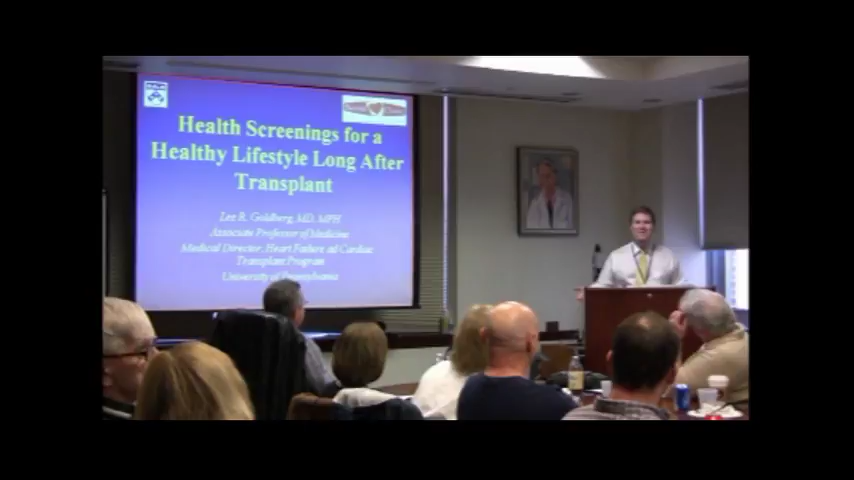 Health Screenings for a
Healthy Lifestyle Long After
Transplant
Lee R. Goldberg, MD, MPH
Associate Professor of Medicine
Medical Director, Heart Failure ad Cardiac
Transplant Program
University of Pennsylvania